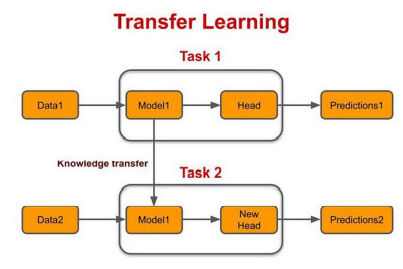 Transfer Learning
Task 1
Data1
Model1
Head
Predictions1
Knowledge transfer
Task 2
Data2
Model1
New
Head
Predictions2